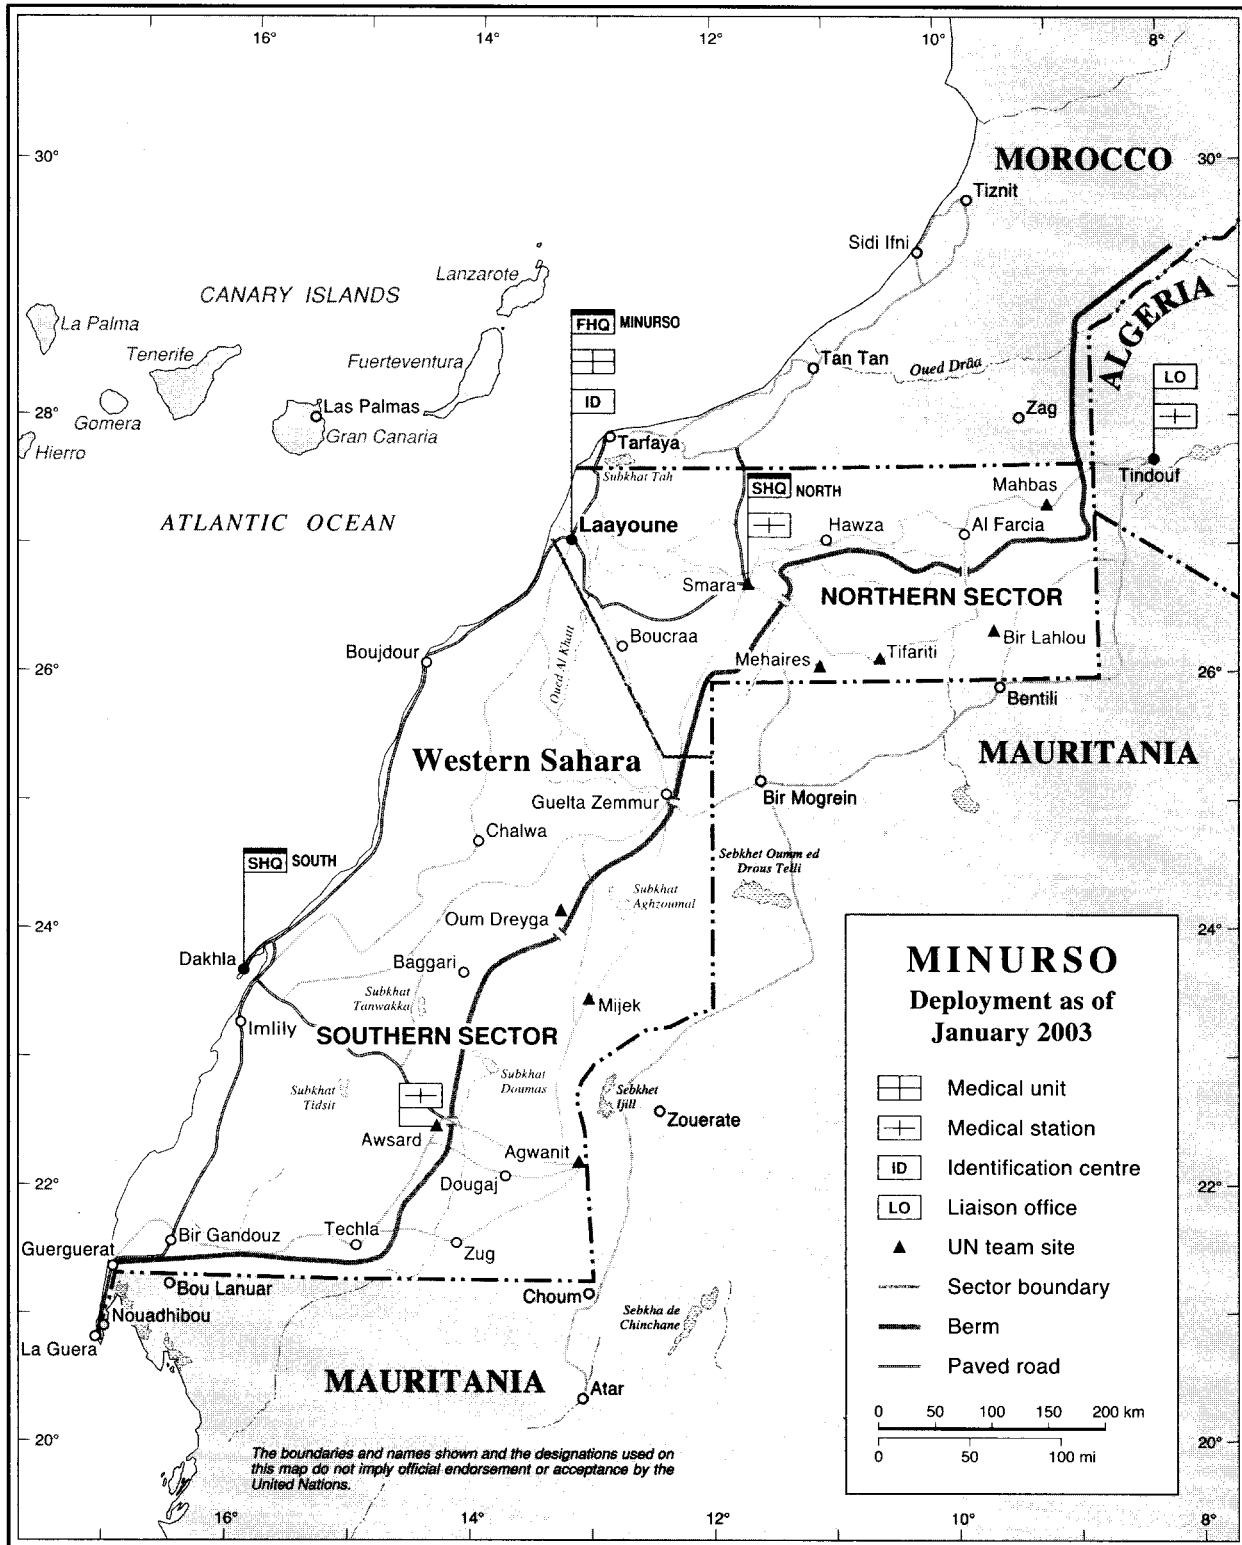 16°
14°
12°
10°
8°
30°
MOROCCO
30°
Tiznit
Sidi Ifni
Lanzarote
CANARY ISLANDS
La Palma
FHQ MINURSO
ALGERIA
Tenerife
Fuerteventura
Tan Tan
Oued Drâa
LO
ID
Zag
28°
Gomera
Las Palmas
Gran Canaria
Hierro
Tarfaya
Subkhat Tah
Tindouf
SHQ NORTH
Mahbas
ATLANTIC OCEAN
Laayoune
Hawza
Al Farcia
Smara
NORTHERN SECTOR
Boucraa
Bir Lahlou
Boujdour
26°
Oued Al Khatt
Mehaires
Tifariti
26°
Bentili
Western Sahara
MAURITANIA
Guelta Zemmur
Bir Mogrein
Chalwa
SHQ SOUTH
Sebkhet Oumm ed
Drous Telli
Subkhat
Aghzoumal
Oum Dreyga
24°
24°
Dakhla
Baggari
Subkhat
Tanwakka
Mijek
Imlily
SOUTHERN SECTOR
Subkhat
Tidsit
Subkhat
Doumas
Sebkhet
Ijill
Zouerate
Awsard
Agwanit
Dougaj
22°
22°
Techla
Bir Gandouz
Guerguerat
Zug
Bou Lanuar
Choum
Nouadhibou
La Guera
Sebkha de
Chinchane
MAURITANIA
Atar
20°
20°
MINURSO
Deployment as of
January 2003
Medical unit
Medical station
ID Identification centre
LO Liaison office
UN team site
Sector boundary
Berm
Paved road
0 50 100 150 200 km
0 50 100 mi
The boundaries and names shown and the designations used on
this map do not imply official endorsement or acceptance by the
United Nations.
16°
14°
12°
10°
8°